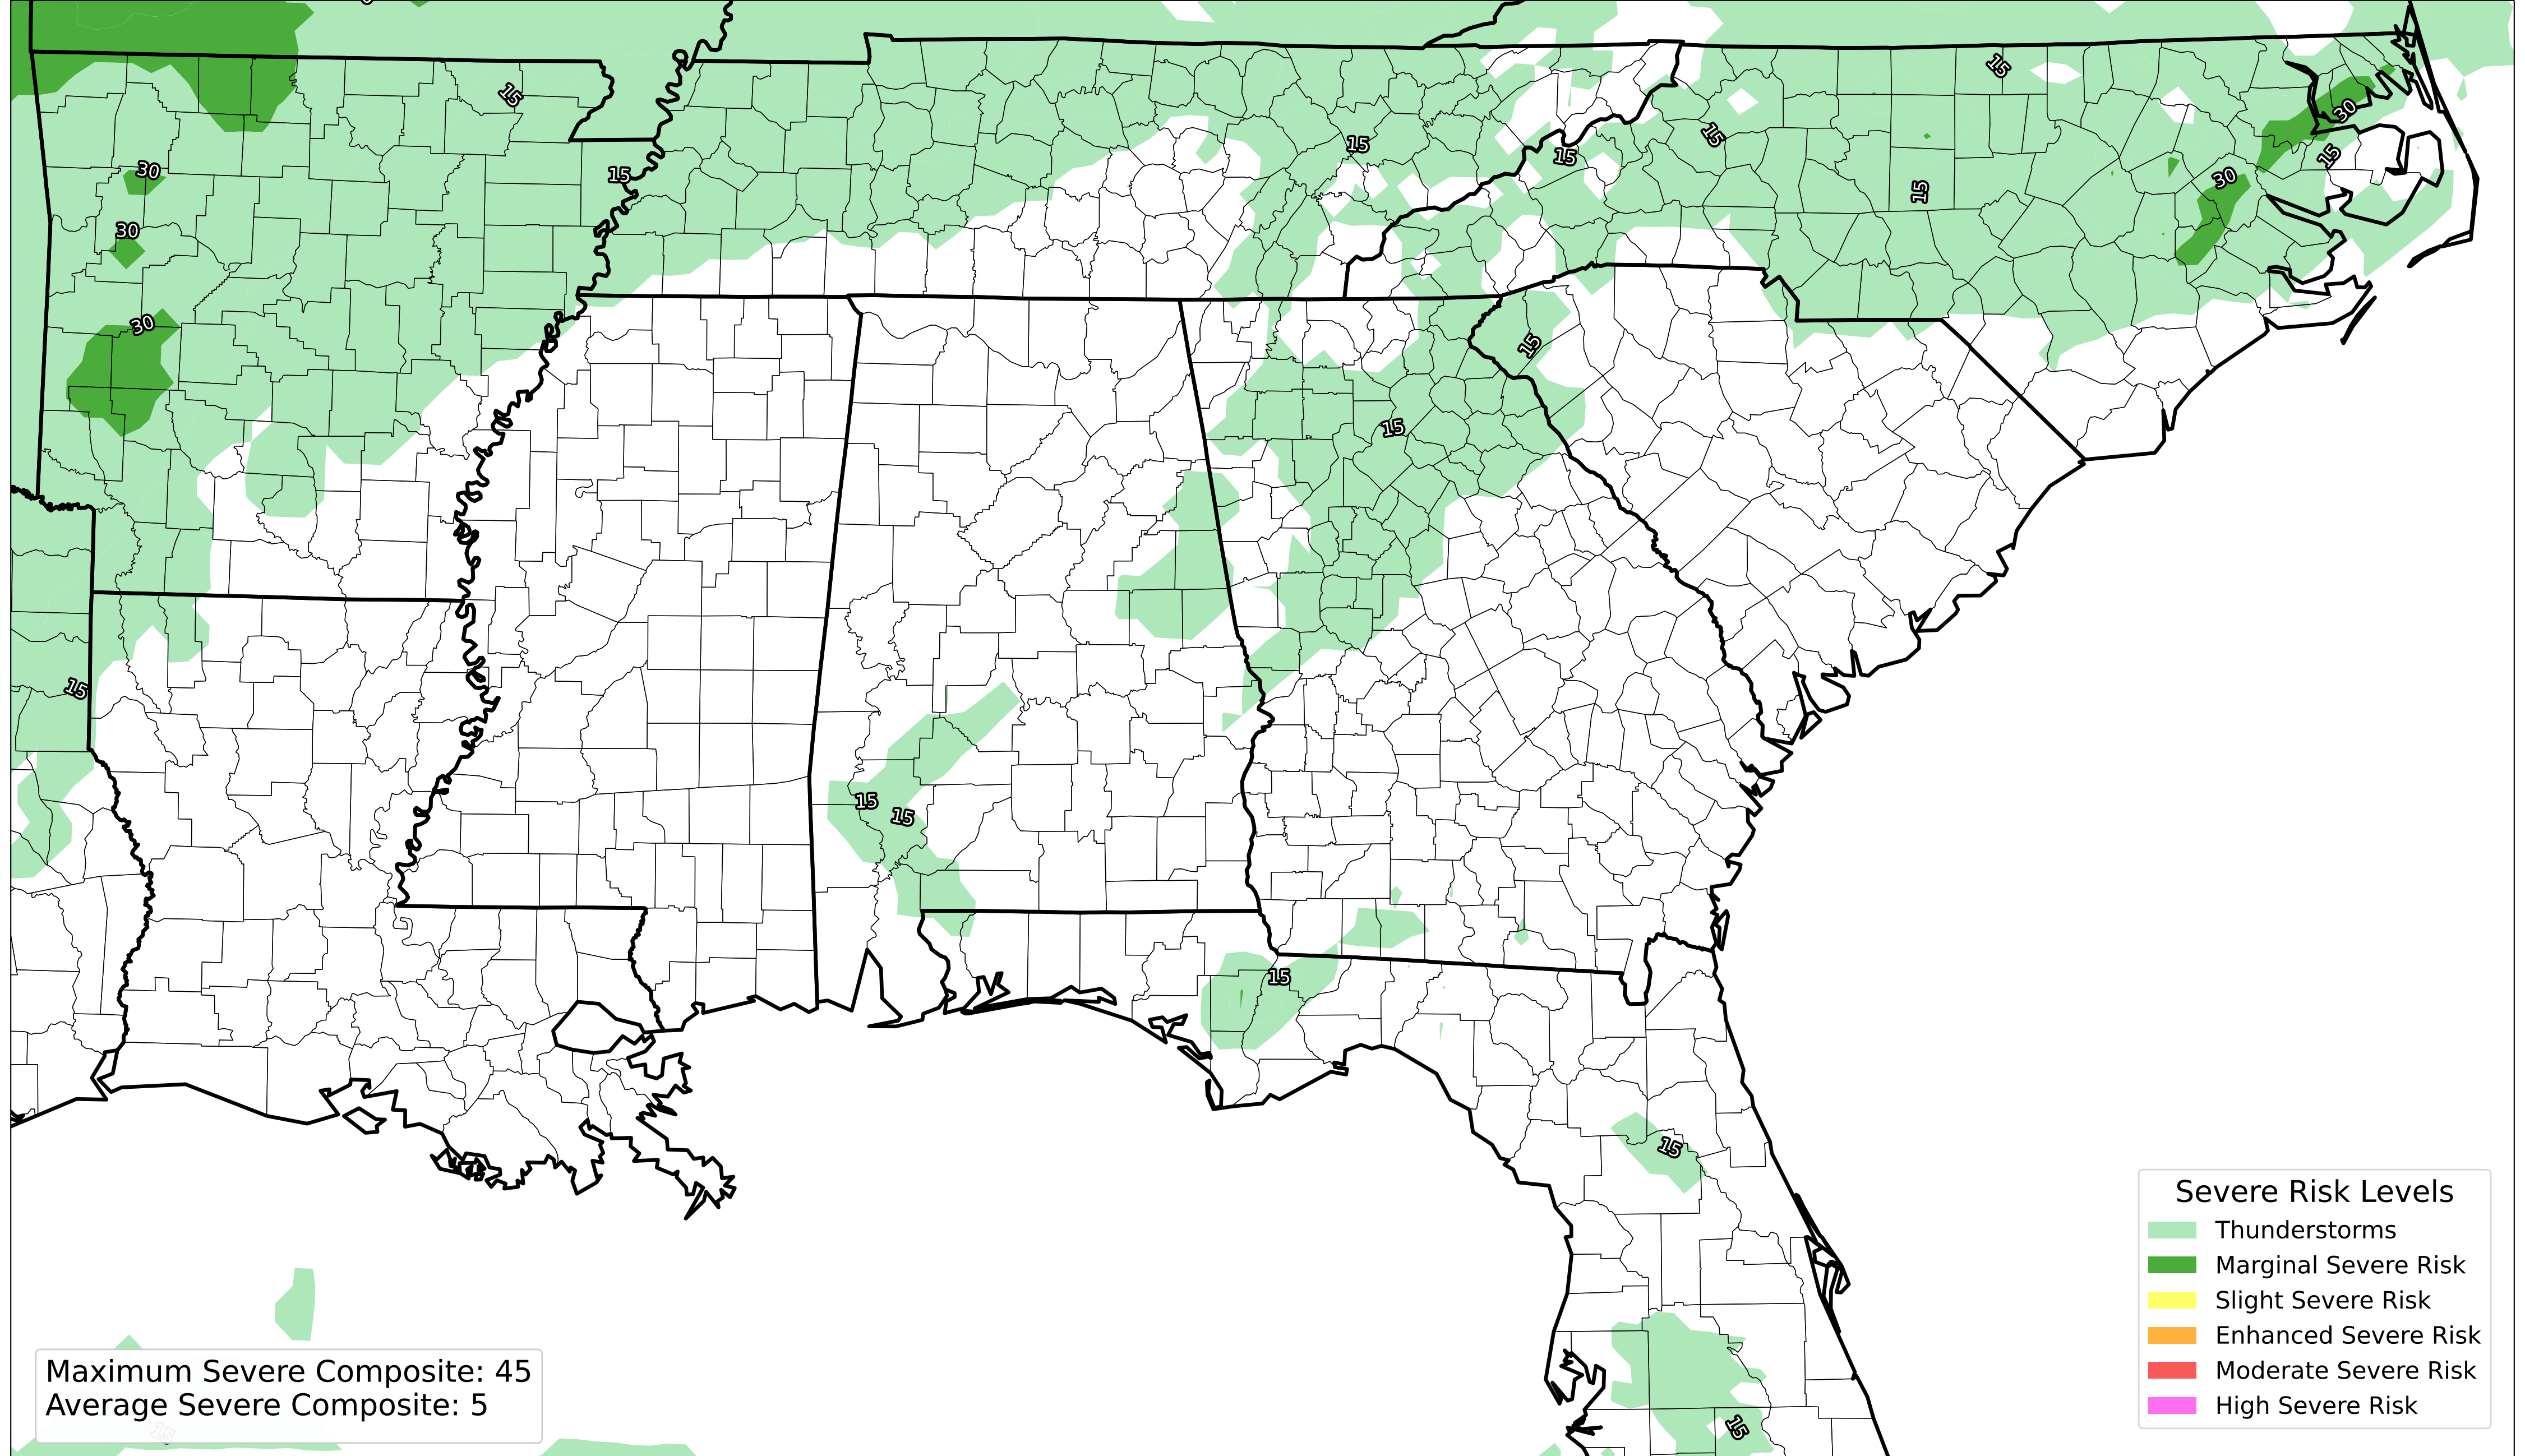 15
15
30
15
30
15
15
15
30
15
15
30
30
30
15
15
15
15
15
15
15
15
15
Severe Risk Levels
Thunderstorms
Marginal Severe Risk
Slight Severe Risk
Enhanced Severe Risk
Moderate Severe Risk
High Severe Risk
Maximum Severe Composite: 45
Average Severe Composite: 5